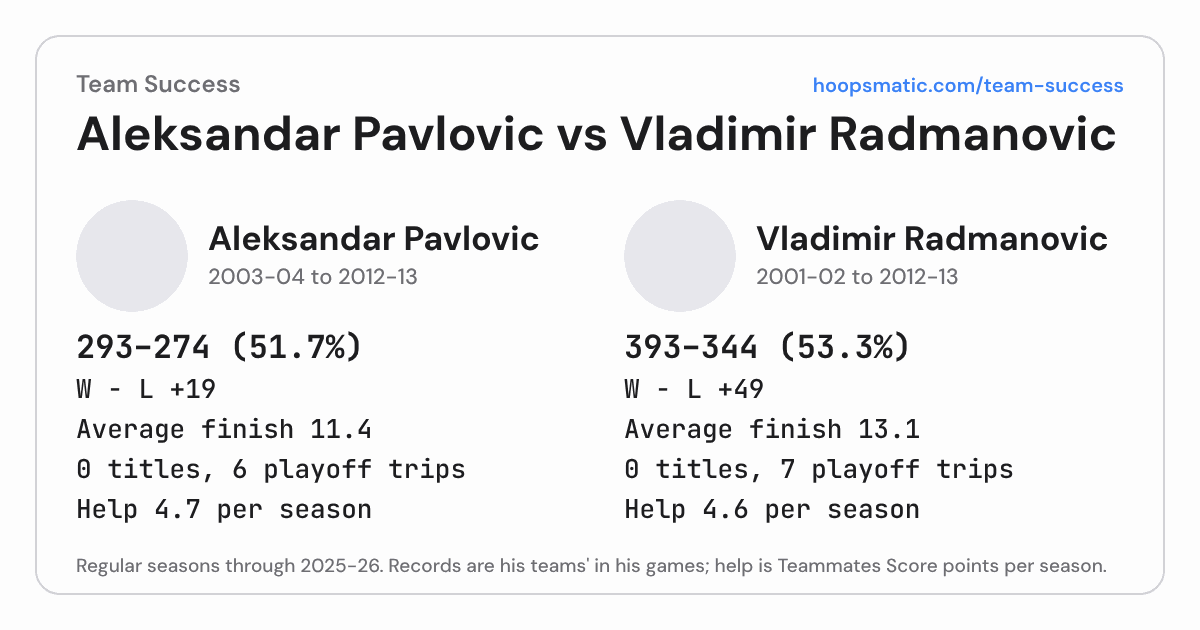 Team Success
hoopsmatic.com/team-success
Aleksandar Pavlovic vs Vladimir Radmanovic
Aleksandar Pavlovic
2003-04 to 2012-13
293-274 (51.7%)
W - L +19
Average finish 11.4
0 titles, 6 playoff trips
Help 4.7 per season
Vladimir Radmanovic
2001-02 to 2012-13
393-344 (53.3%)
W - L +49
Average finish 13.1
0 titles, 7 playoff trips
Help 4.6 per season
Regular seasons through 2025-26. Records are his teams' in his games; help is Teammates Score points per season.